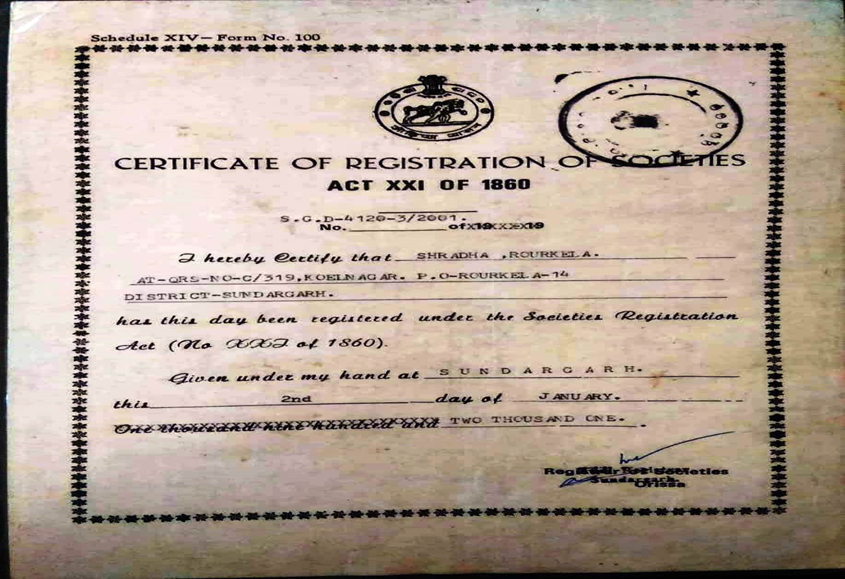 Schedule XIV— Form No. 100
CERTIFICATE OF REGISTRATION OF SOCIETIES
ACT XXI OF 1860
S.G.D-4120-3/2001.
No. of
I hereby Certify that SHRADHA ,ROURKELA.
AT-QRS-NO-C/319,KOELNAGAR. P.O-ROURKELA-14
DISTRICT-SUNDARGARH.
has this day been registered under the Societies Registration
Act (No XXI of 1860).
Given under my hand at SUNDARGARH.
this 2nd day of JANUARY.
One thousand nine hundred and TWO THOUSAND ONE.
Registrar of Societies
Sundargarh.
Orissa